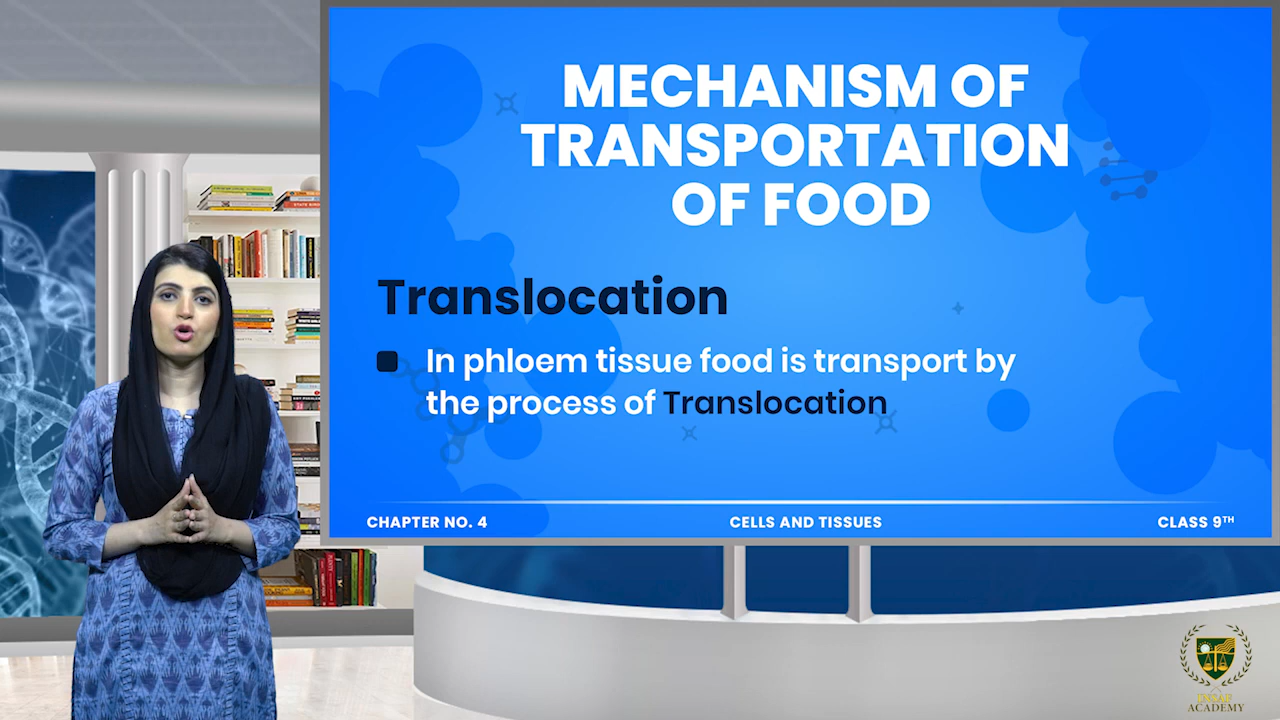 MECHANISM OF
TRANSPORTATION
OF FOOD
Translocation
In phloem tissue food is transport by
the process of Translocation
CHAPTER NO. 4
CELLS AND TISSUES
CLASS 9TH
ACADEMY